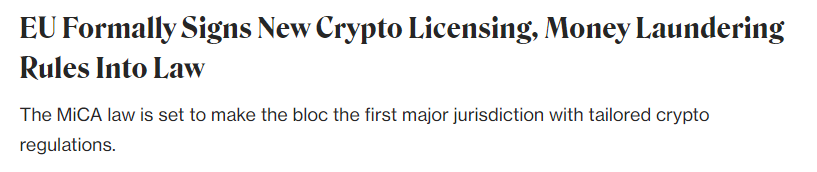 EU Formally Signs New Crypto Licensing, Money Laundering
Rules Into Law
The MiCA law is set to make the bloc the first major jurisdiction with tailored crypto
regulations.